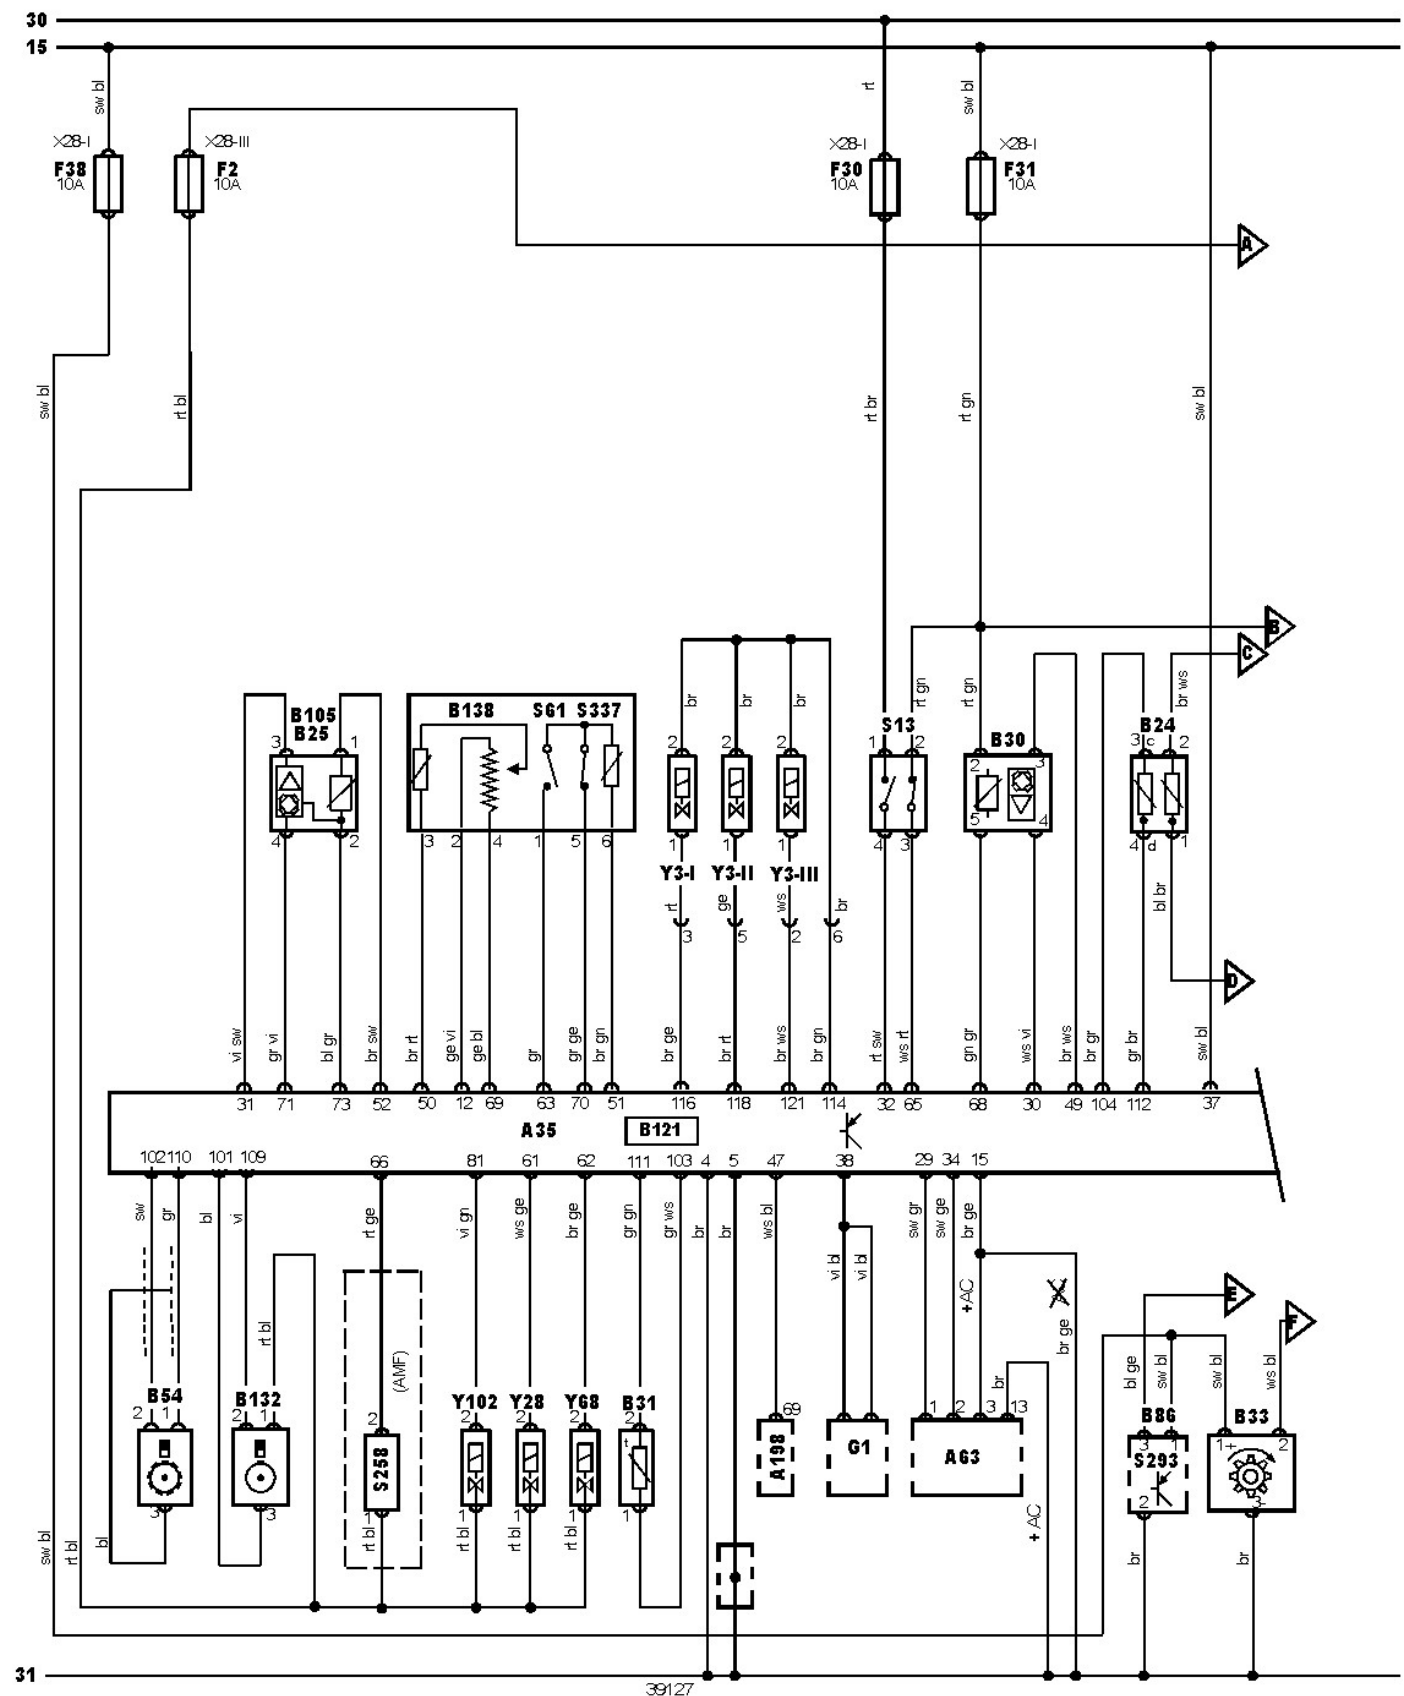 30
15
sw bl
rt
sw bl
X28-I
X28-III
X28-I
X28-I
F38
F2
F30
F31
10A
10A
10A
10A
A
sw bl
rt bl
rt br
rt gn
sw bl
B
C
rt gn
rt gn
br ws
B105
B25
B138
S61
S337
br
br
br
S13
B30
B24
3
1
2
2
2
1
2
2
3
3
c
2
4
2
3
2
4
1
5
6
1
1
1
4
3
5
4
4
d
1
Y3-I
Y3-II
Y3-III
rt
ge
ws
br
bl br
3
5
2
6
D
vi sw
gr vi
bl gr
br sw
br rt
ge vi
ge bl
gr
gr ge
br gn
br ge
br rt
br ws
br gn
rt sw
ws rt
gn gr
ws vi
br ws
br gr
gr br
sw bl
31
71
73
52
50
12
69
63
70
51
116
118
121
114
32
65
68
30
49
104
112
37
A35
B121
102
110
101
109
66
81
61
62
111
103
4
5
47
38
29
34
15
sw
gr
bl
vi
rt ge
vi gn
ws ge
br ge
gr gn
gr ws
br
br
ws bl
vi bl
vi bl
sw gr
sw ge
br ge
+AC
AC
br ge
E
F
rt bl
(AMF)
br
bl ge
sw bl
sw bl
ws bl
B54
B132
Y102
Y28
Y68
B31
B86
B33
2
1
2
1
2
2
2
2
2
69
1
2
3
13
3
1
1+
2
S258
t
A198
G1
A63
S293
3
3
1
1
1
1
1
2
3-
sw bl
rt bl
bl
rt bl
rt bl
rt bl
rt bl
+ AC
br
br
31
39127